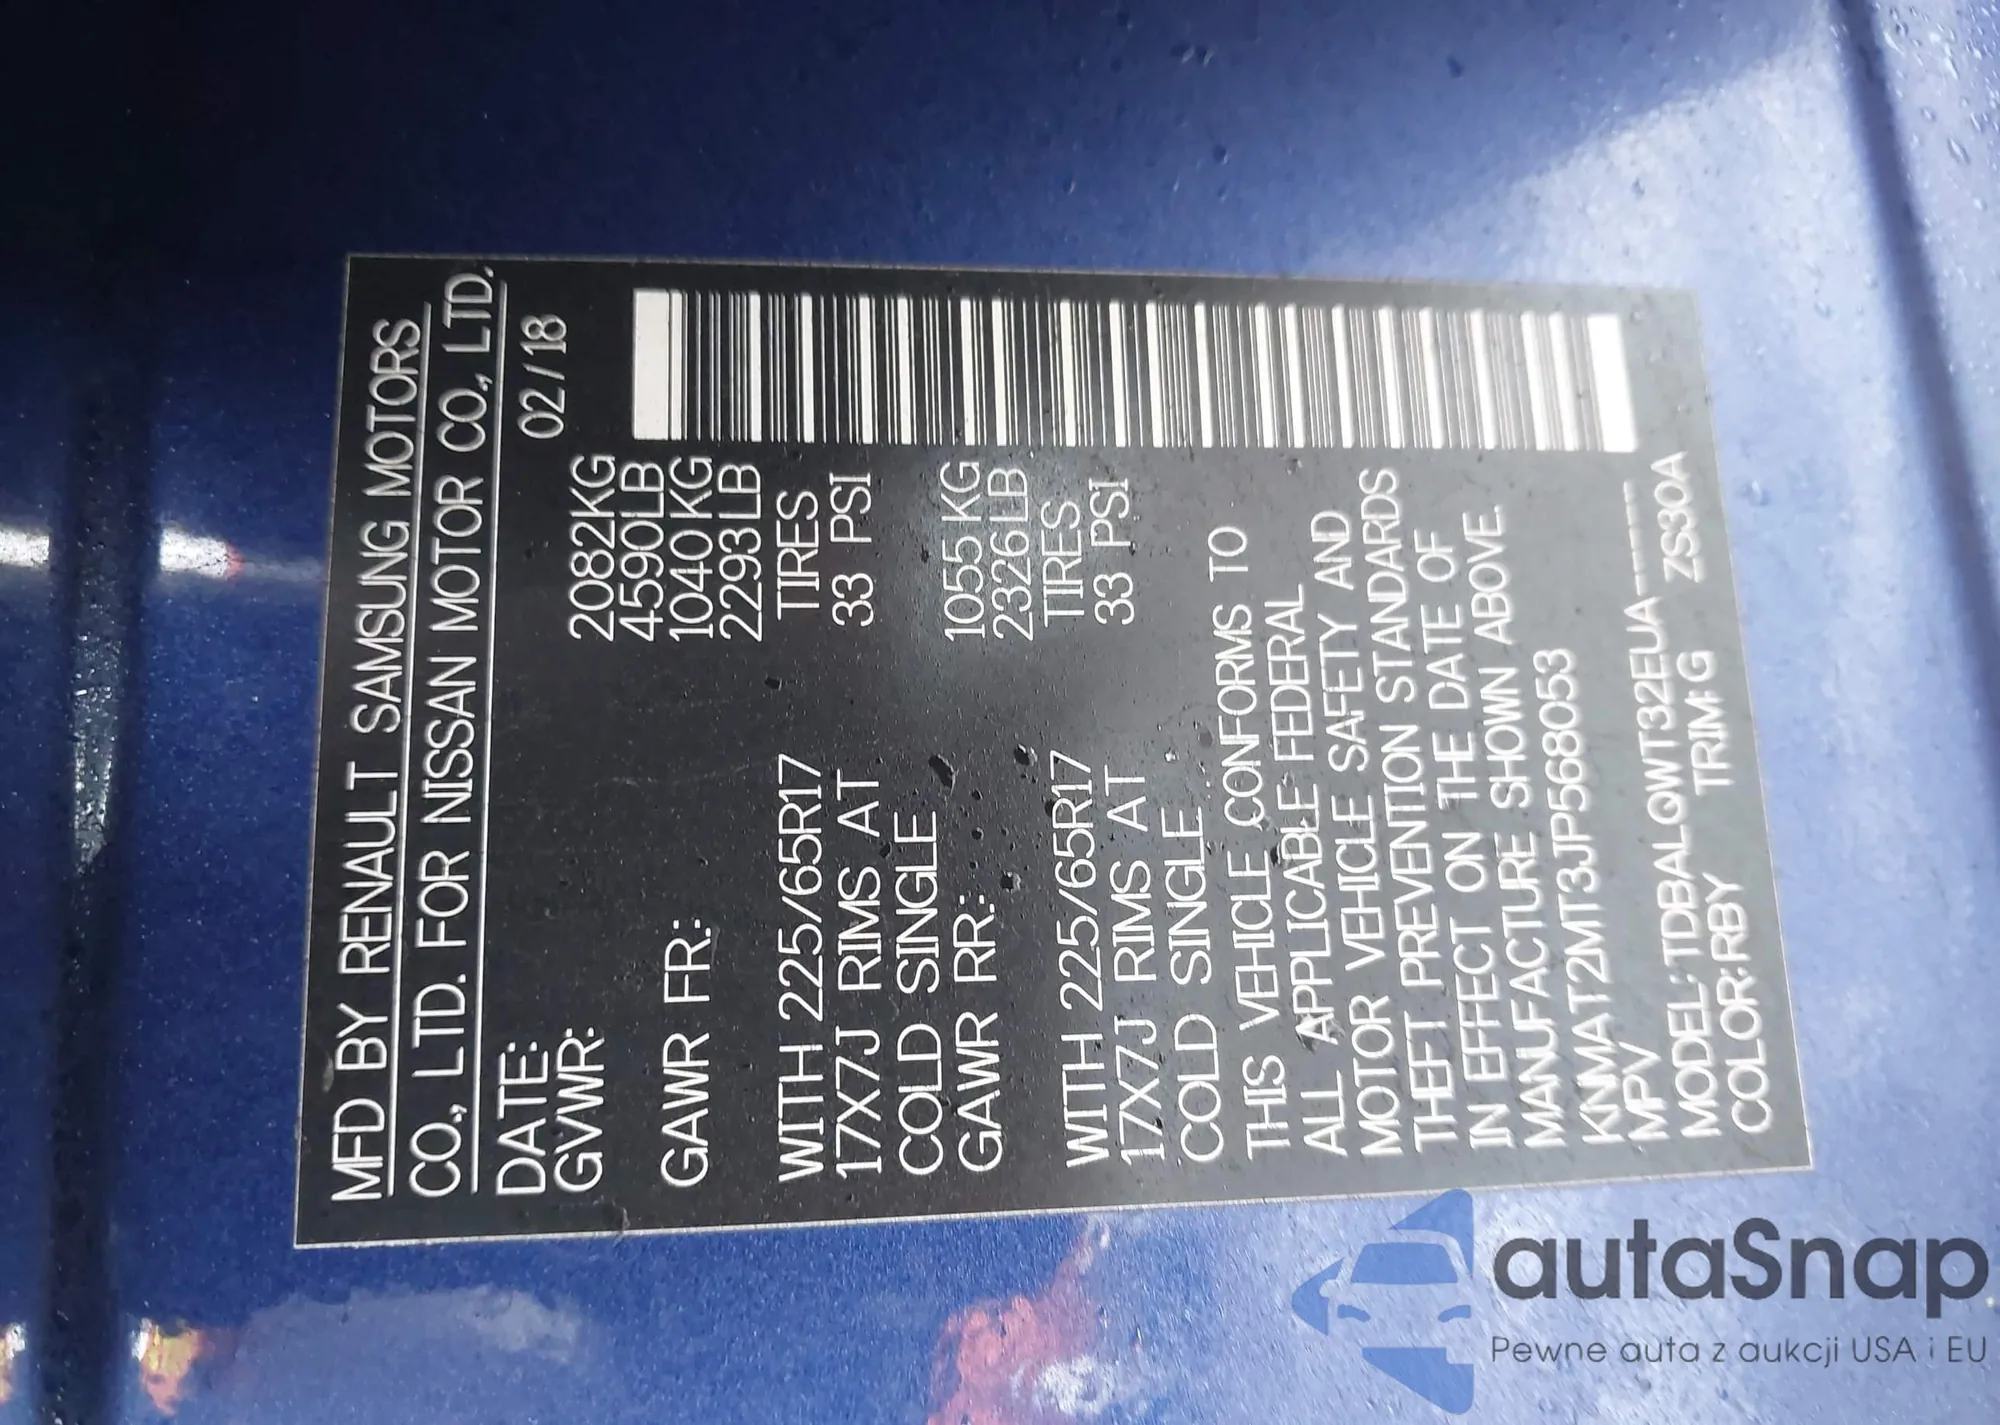 MFD BY RENAULT SAMSUNG MOTORS
CO., LTD. FOR NISSAN MOTOR CO., LTD.
DATE: 02/18
GVWR: 2082KG
4590LB
GAWR FR.: 1040KG
2293LB
WITH 225/65R17 TIRES
17X7J RIMS AT 33 PSI
COLD SINGLE
GAWR RR.: 1055KG
2326LB
WITH 225/65R17 TIRES
17X7J RIMS AT 33 PSI
COLD SINGLE
THIS VEHICLE CONFORMS TO
ALL APPLICABLE FEDERAL
MOTOR VEHICLE SAFETY AND
THEFT PREVENTION STANDARDS
IN EFFECT ON THE DATE OF
MANUFACTURE SHOWN ABOVE.
KNMAT2MT3JP568053
MPV
MODEL:TDBALQWT32EUA-----
COLOR:RBY TRIM:G ZS30A
autaSnap
Pewne auta z aukcji USA i EU